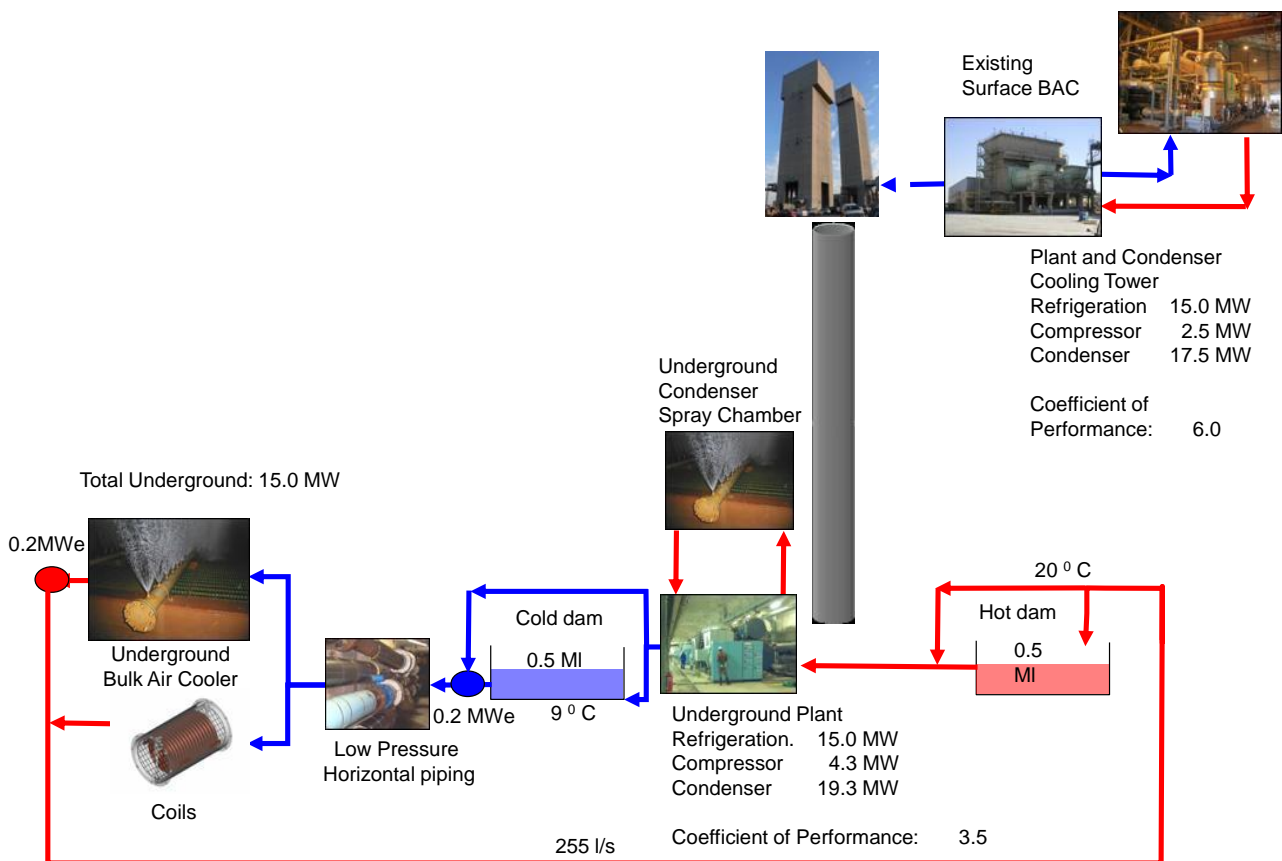 Existing
Surface BAC
Plant and Condenser
Cooling Tower
Refrigeration 15.0 MW
Compressor 2.5 MW
Condenser 17.5 MW
Coefficient of
Performance: 6.0
Underground
Condenser
Spray Chamber
Total Underground: 15.0 MW
0.2MWe
Underground
Bulk Air Cooler
Coils
Low Pressure
Horizontal piping
Cold dam
0.5 Ml
0.2 MWe
9 ⁰ C
Underground Plant
Refrigeration. 15.0 MW
Compressor 4.3 MW
Condenser 19.3 MW
Coefficient of Performance: 3.5
20 ⁰ C
Hot dam
0.5
Ml
255 l/s